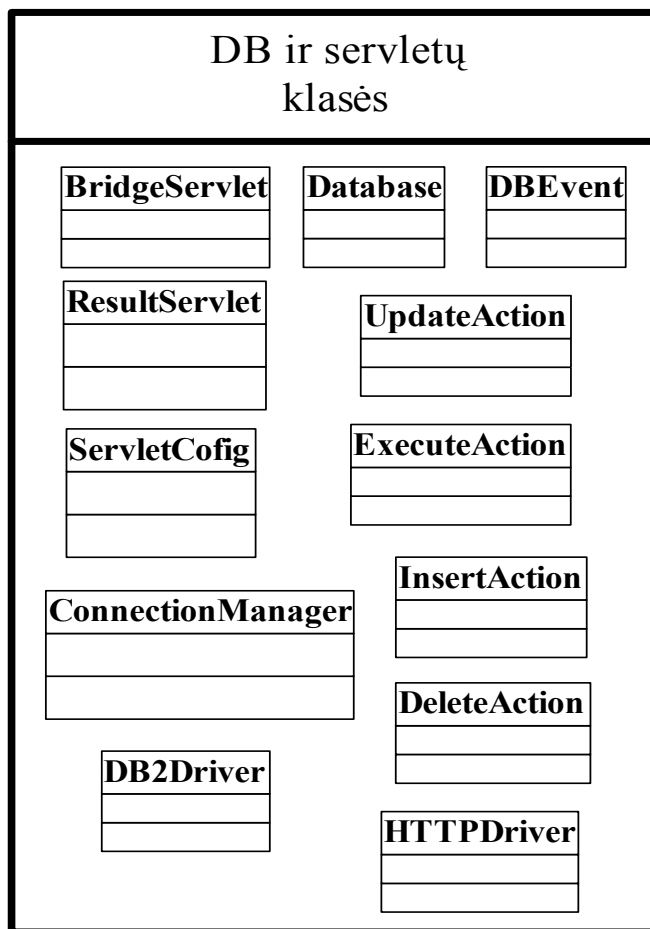 DB ir servletų
klasės
BridgeServlet
Database
DBEvent
ResultServlet
UpdateAction
ServletCofig
ExecuteAction
InsertAction
ConnectionManager
DeleteAction
DB2Driver
HTTPDriver